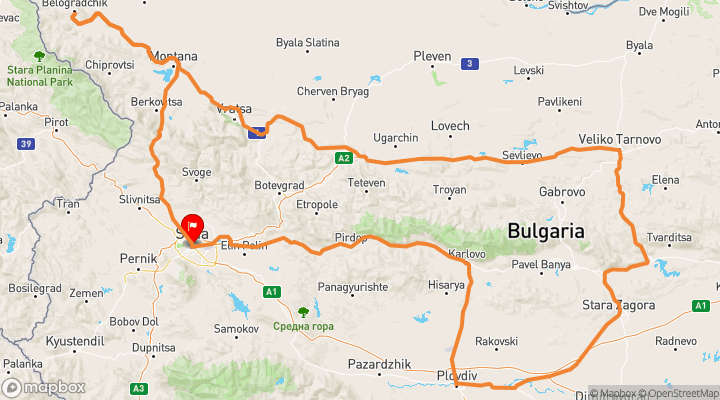 Belogradchik
evac
Svishtov
Dve Mogili
Byala Slatina
Montana
Pleven
3
Byala
Stara Planina
National Park
Chiprovtsi
Levski
Cherven Bryag
Palanka
Berkovitsa
Vratsa
Pavlikeni
Pirot
Ugarchin
Lovech
Veliko Tarnovo
Anton
39
A2
Sevlievo
Svoge
Teteven
Elena
Botevgrad
Troyan
Gabrovo
Tran
Slivnitsa
Etropole
Pirdop
Bulgaria
Tvarditsa
Elin Pelin
Karlovo
Pernik
Pavel Banya
Bosilegrad
Zemen
A1
Panagyurishte
Hisarya
Stara Zagora
A1
Bobov Dol
Samokov
Средна гора
Rakovski
Radnevo
Kyustendil
Dupnitsa
Palanka
Pazardzhik
Plovdiv
A3
mapbox
© Mapbox © OpenStreetMap